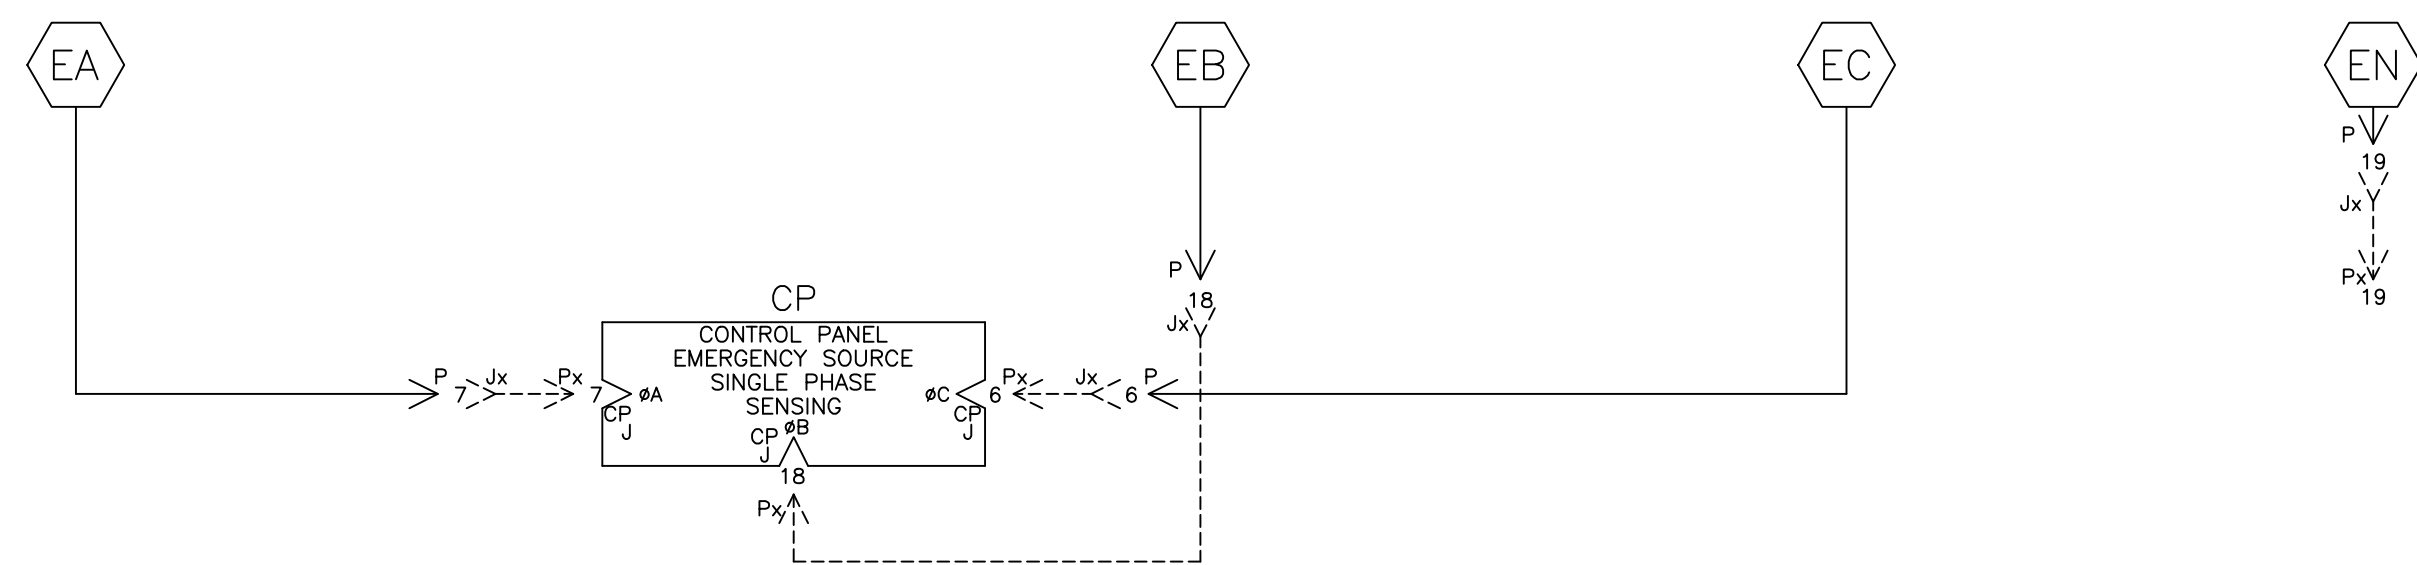 EA
EB
EC
EN
P
19
Jx
Px
19
P
18
Jx
CP
CONTROL PANEL
EMERGENCY SOURCE
SINGLE PHASE
SENSING
P 7 Jx Px 7 øA
CP
J
øC 6 Px Jx 6 P
CP
J
øB
CP
J
18
Px